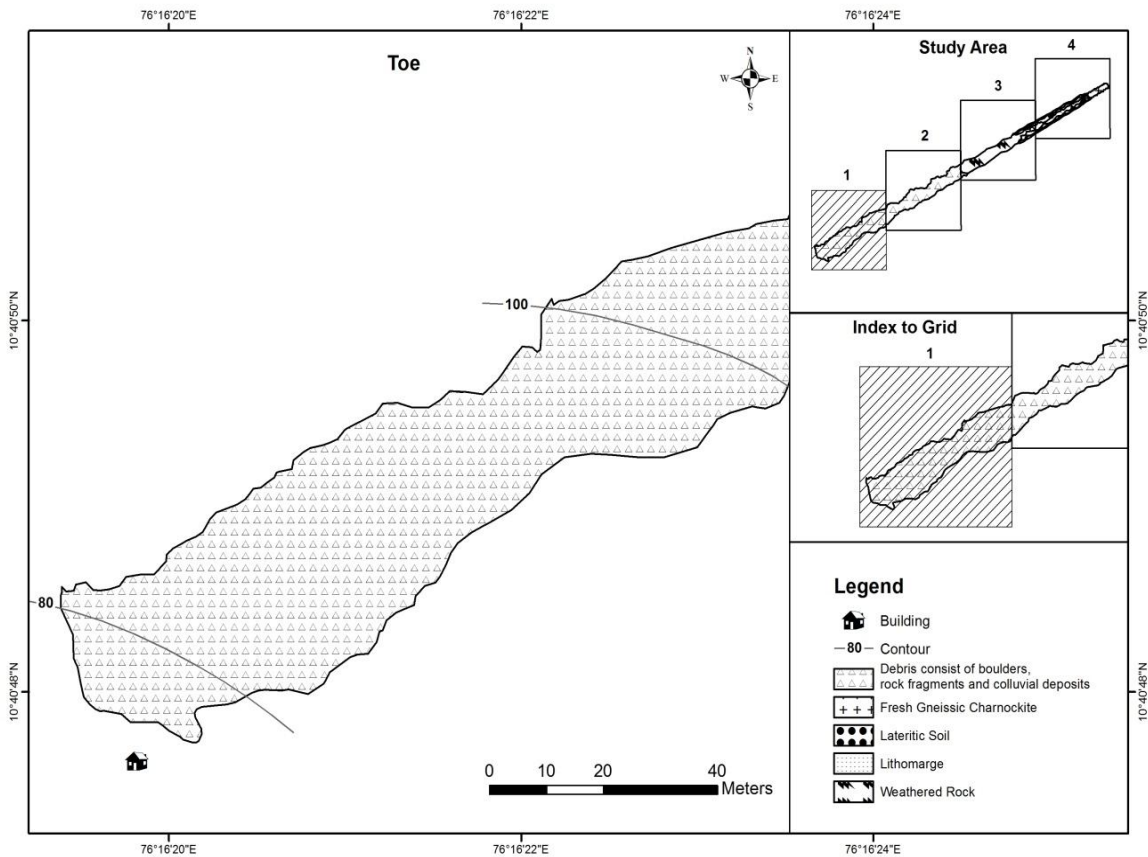 76°16'20"E
76°16'22"E
76°16'24"E
Toe
N
W
E
S
Study Area
4
3
2
1
10°40'50"N
10°40'50"N
100
Index to Grid
1
80
10°40'48"N
10°40'48"N
0 10 20 40
Meters
Legend
Building
80 Contour
Debris consist of boulders,
rock fragments and colluvial deposits
Fresh Gneissic Charnockite
Lateritic Soil
Lithomarge
Weathered Rock
76°16'20"E
76°16'22"E
76°16'24"E